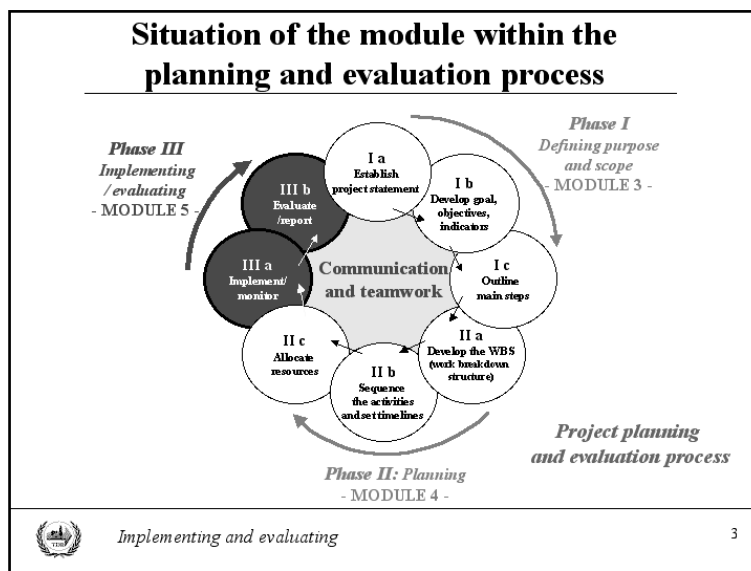 Situation of the module within the
planning and evaluation process
Phase I
Defining purpose
and scope
- MODULE 3 -
Phase III
Implementing
/ evaluating
- MODULE 5 -
I a
Establish
project statement
I b
Develop goal,
objectives,
indicators
I c
Outline
main steps
II a
Develop the WBS
(work breakdown
structure)
II b
Sequence
the activities
and set timelines
II c
Allocate
resources
III a
Implement/
monitor
III b
Evaluate
/report
Communication
and teamwork
Phase II: Planning
- MODULE 4 -
Project planning
and evaluation process
Implementing and evaluating
3